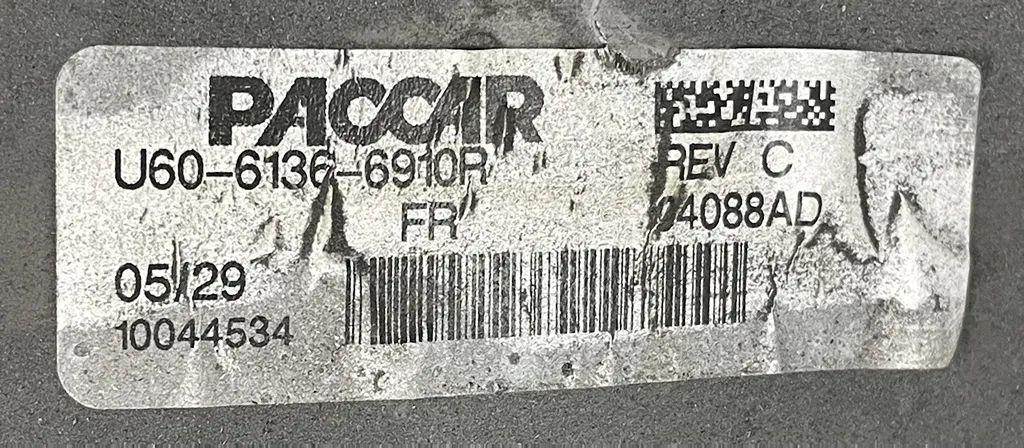 PACCAR
U60-6136-6910R
REV C
FR
04088AD
05/29
10044534